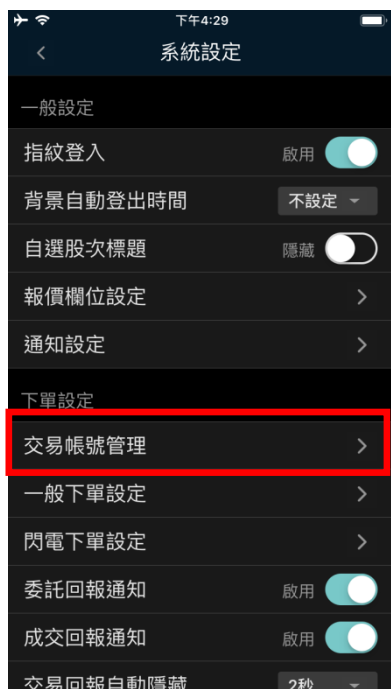 下午4:29
系統設定
一般設定
指紋登入 啟用
背景自動登出時間 不設定
自選股次標題 隱藏
報價欄位設定
通知設定
下單設定
交易帳號管理
一般下單設定
閃電下單設定
委託回報通知 啟用
成交回報通知 啟用
交易回報自動隱藏 2秒